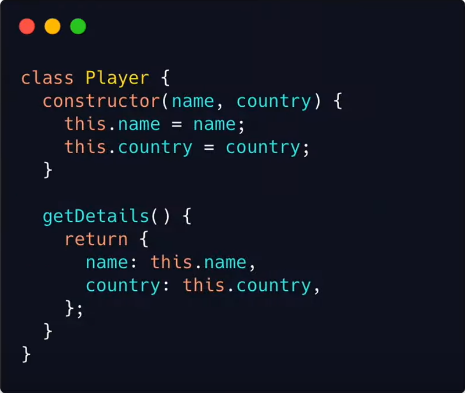 class Player {
  constructor(name, country) {
    this.name = name;
    this.country = country;
  }

  getDetails() {
    return {
      name: this.name,
      country: this.country,
    };
  }
}